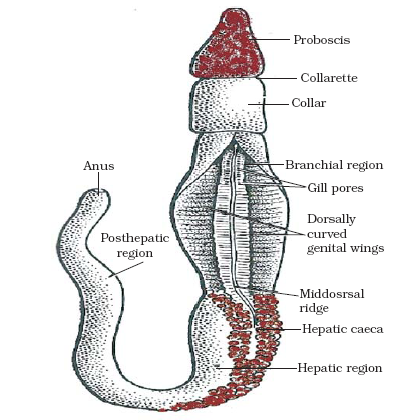 Proboscis
Collarette
Collar
Branchial region
Gill pores
Anus
Dorsally
curved
genital wings
Posthepatic
region
Middosrsal
ridge
Hepatic caeca
Hepatic region